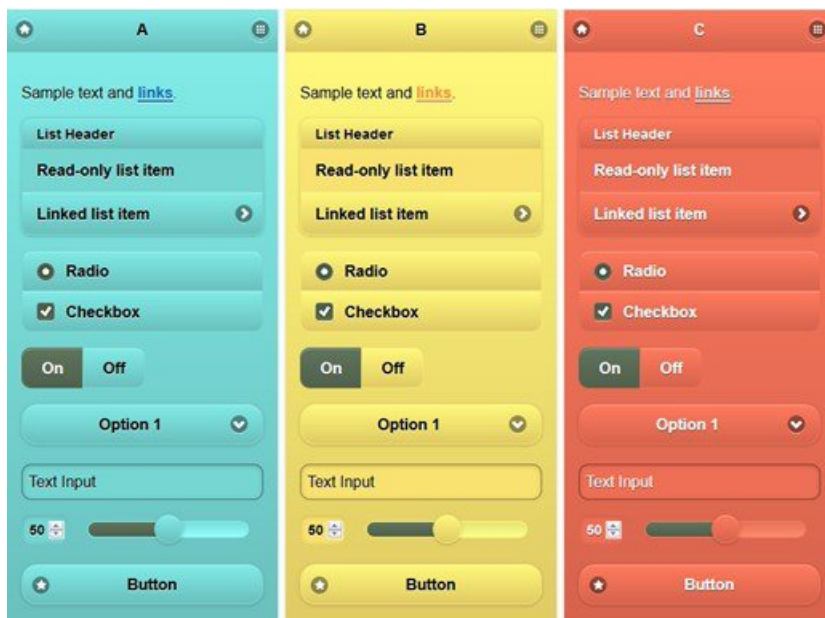 A
Sample text and links.
List Header
Read-only list item
Linked list item
Radio
Checkbox
On Off
Option 1
Text Input
50
Button
B
Sample text and links.
List Header
Read-only list item
Linked list item
Radio
Checkbox
On Off
Option 1
Text Input
50
Button
C
Sample text and links.
List Header
Read-only list item
Linked list item
Radio
Checkbox
On Off
Option 1
Text Input
50
Button